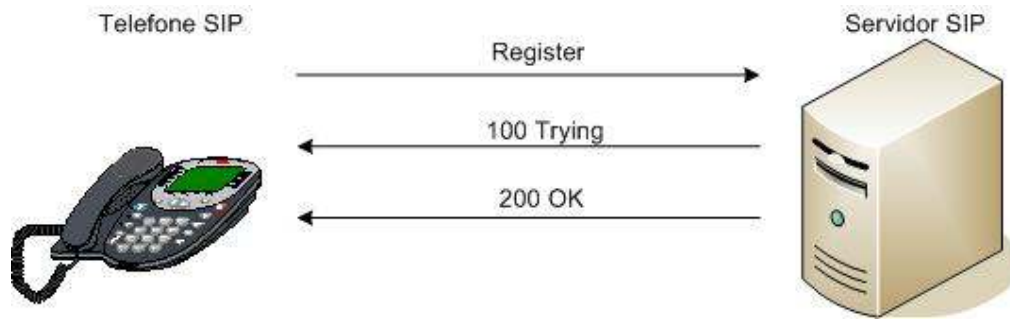 Telefone SIP
Servidor SIP
Register
100 Trying
200 OK